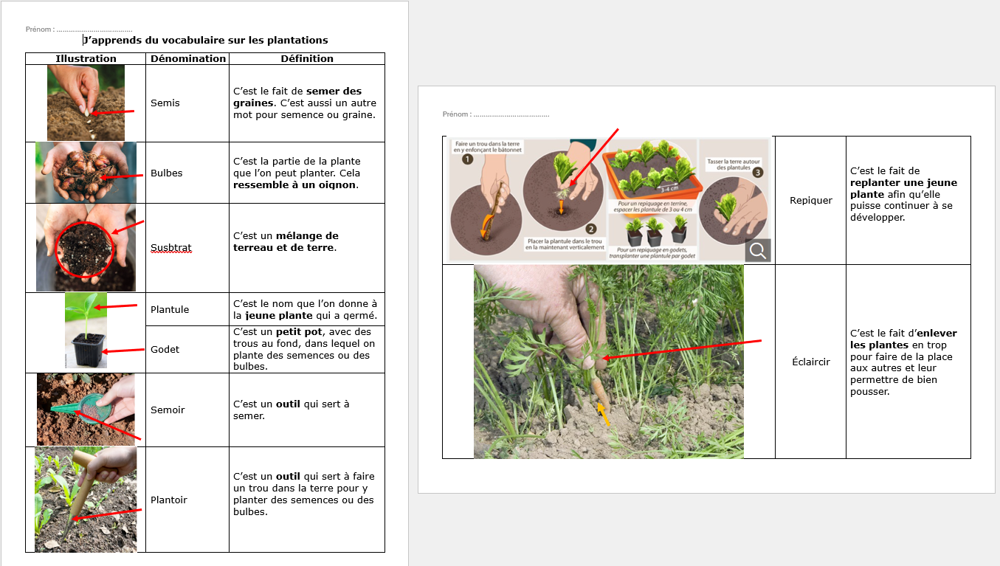 Prénom : ..................................
J’apprends du vocabulaire sur les plantations
Illustration Dénomination Définition
Semis
C’est le fait de semer des
graines. C’est aussi un autre
mot pour semence ou graine.
Bulbes
C’est la partie de la plante
que l’on peut planter. Cela
ressemble à un oignon.
Susbtrat
C’est un mélange de
terreau et de terre.
Plantule
C’est le nom que l’on donne à
la jeune plante qui a germé.
Godet
C’est un petit pot, avec des
trous au fond, dans lequel on
plante des semences ou des
bulbes.
Semoir
C’est un outil qui sert à
semer.
Plantoir
C’est un outil qui sert à faire
un trou dans la terre pour y
planter des semences ou des
bulbes.
Prénom : ..................................
Faire un trou dans la terre
en y enfonçant le bâtonnet
1
Placer la plantule dans le trou
en la maintenant verticalement
2
3-4 cm
Pour un repiquage en terrine,
espacer les plantule de 3 ou 4 cm
Pour un repiquage en godets,
transplanter une plantule par godet
Tasser la terre autour
des plantules
3
Repiquer
C’est le fait de
replanter une jeune
plante afin qu’elle
puisse continuer à se
développer.
Éclaircir
C’est le fait d’enlever
les plantes en trop
pour faire de la place
aux autres et leur
permettre de bien
pousser.